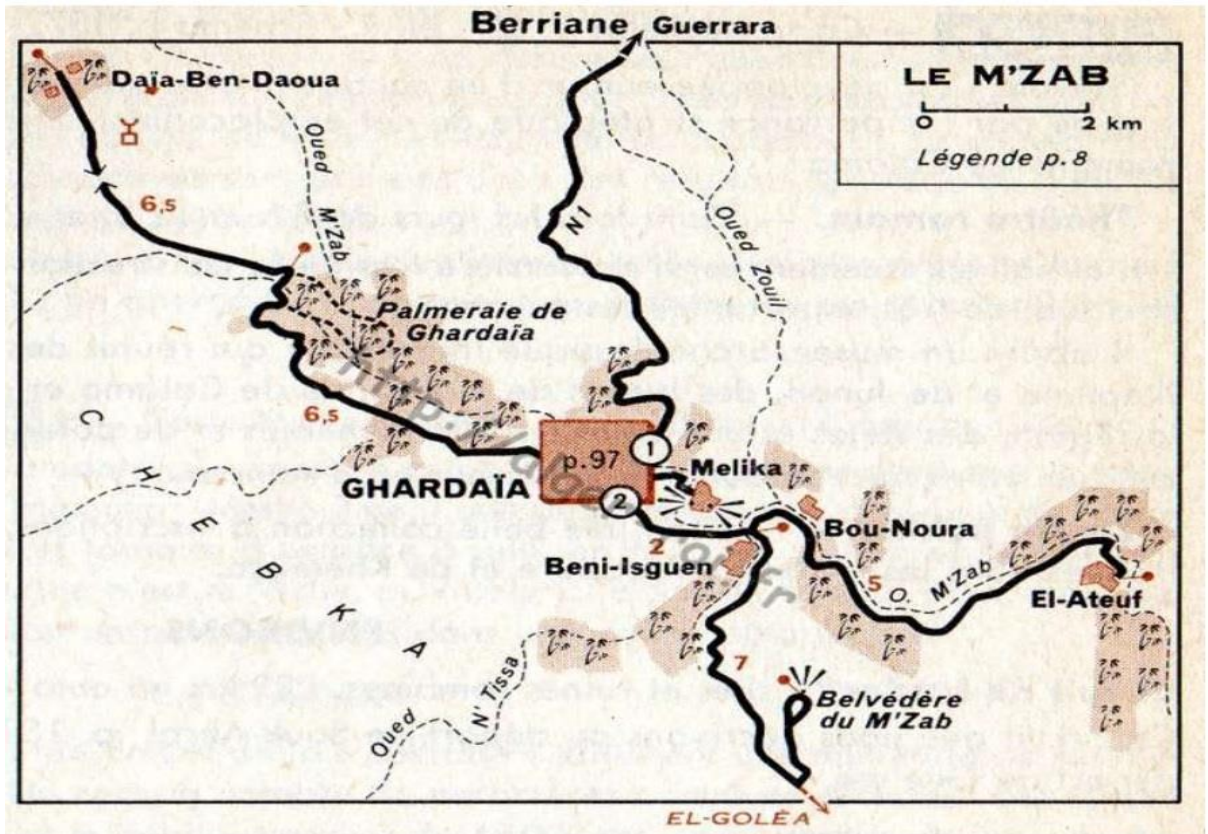 Berriane Guerrara
LE M'ZAB
0 2 km
Légende p. 8
Daïa-Ben-Daoua
Oued
M'Zab
6,5
N 1
Oued Zouil
Palmeraie de
Ghardaïa
6,5
CHEBKA
p. 97
1
2
GHARDAÏA
Melika
Bou-Noura
2
Beni-Isguen
5
O. M'Zab
El-Ateuf
7
Oued N'Tissa
Belvédère
du M'Zab
EL-GOLÉA